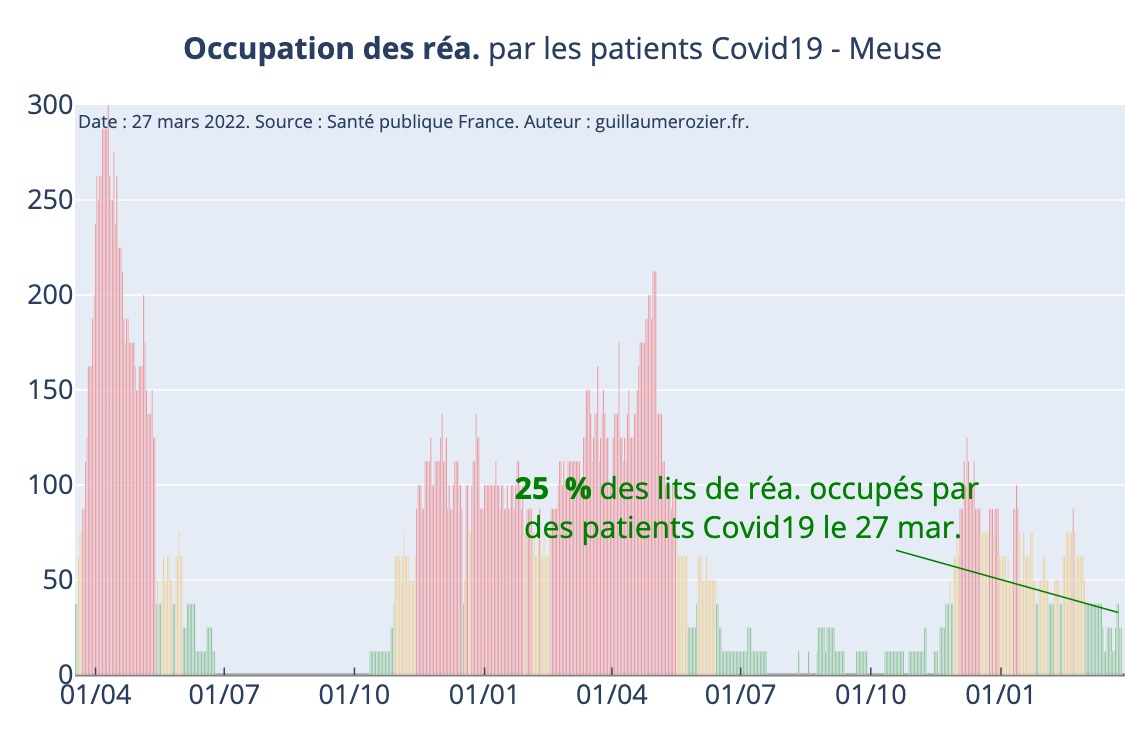 Occupation des réa. par les patients Covid19 - Meuse
300
Date : 27 mars 2022. Source : Santé publique France. Auteur : guillaumerozier.fr.
250
200
150
100
25 % des lits de réa. occupés par
des patients Covid19 le 27 mar.
50
0
01/04 01/07 01/10 01/01 01/04 01/07 01/10 01/01